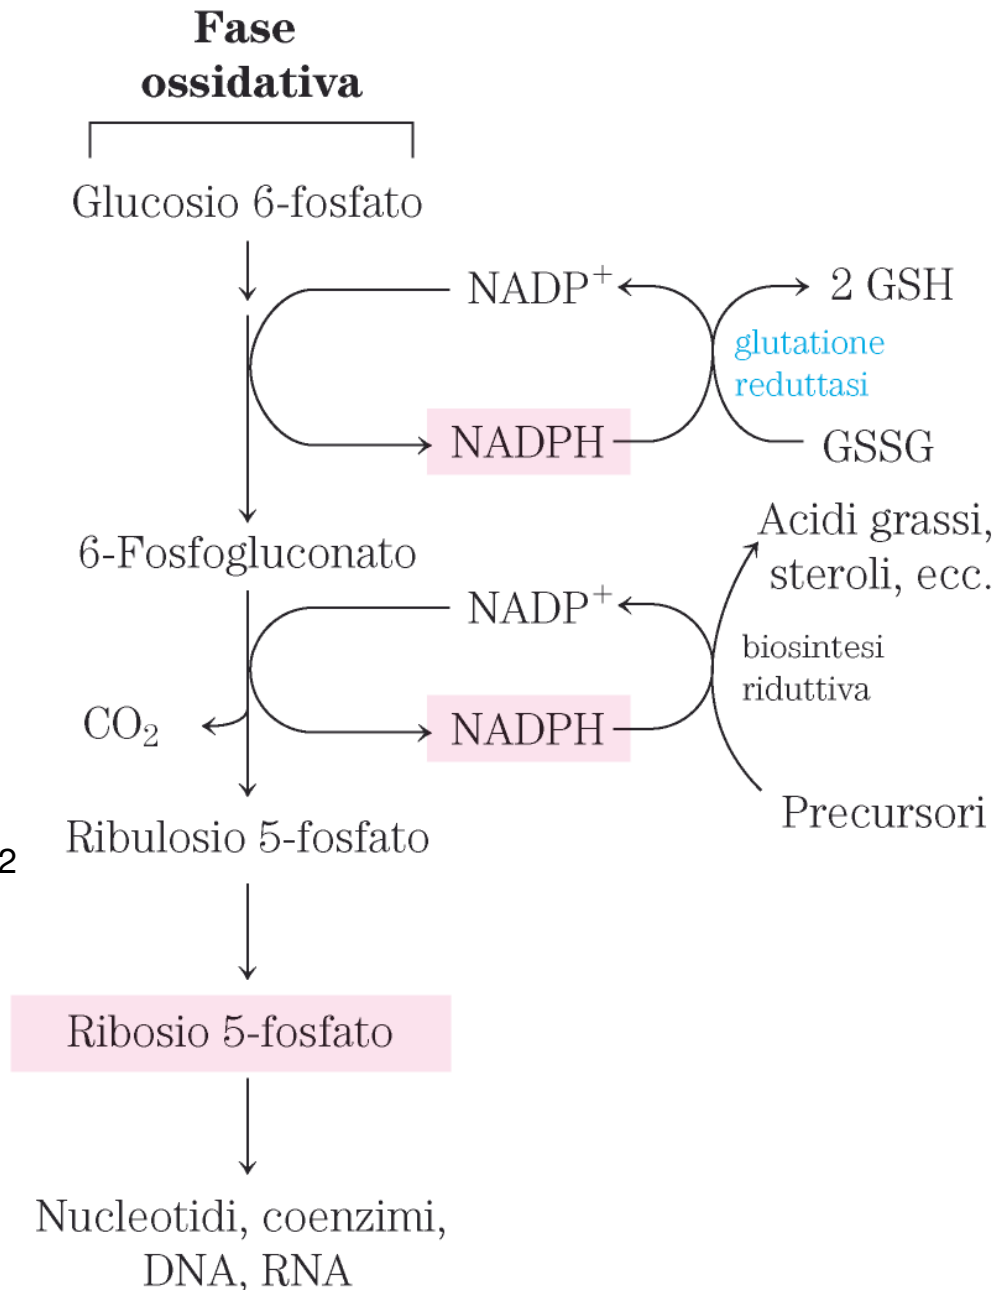 Fase
ossidativa
Glucosio 6-fosfato
NADP⁺
2 GSH
glutatione
reduttasi
NADPH
GSSG
Acidi grassi,
steroli, ecc.
6-Fosfogluconato
NADP⁺
biosintesi
riduttiva
CO₂
NADPH
Precursori
Ribulosio 5-fosfato
2
Ribosio 5-fosfato
Nucleotidi, coenzimi,
DNA, RNA